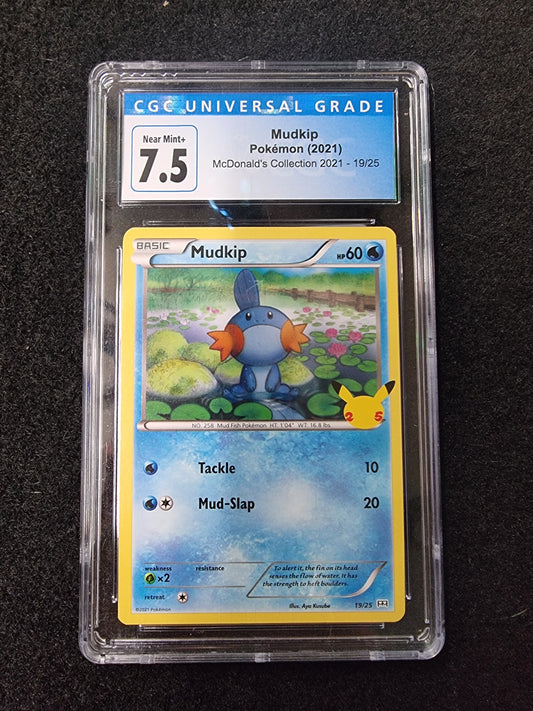 CGC UNIVERSAL GRADE
Near Mint+
7.5
Mudkip
Pokémon (2021)
McDonald's Collection 2021 - 19/25
BASIC
Mudkip
HP60
NO. 258 Mud Fish Pokémon HT: 1'04" WT: 16.8 lbs.
25
Tackle 10
Mud-Slap 20
weakness resistance
×2
retreat
To alert it, the fin on its head
senses the flow of water. It has
the strength to heft boulders.
Illus. Aya Kusube
©2021 Pokémon
19/25